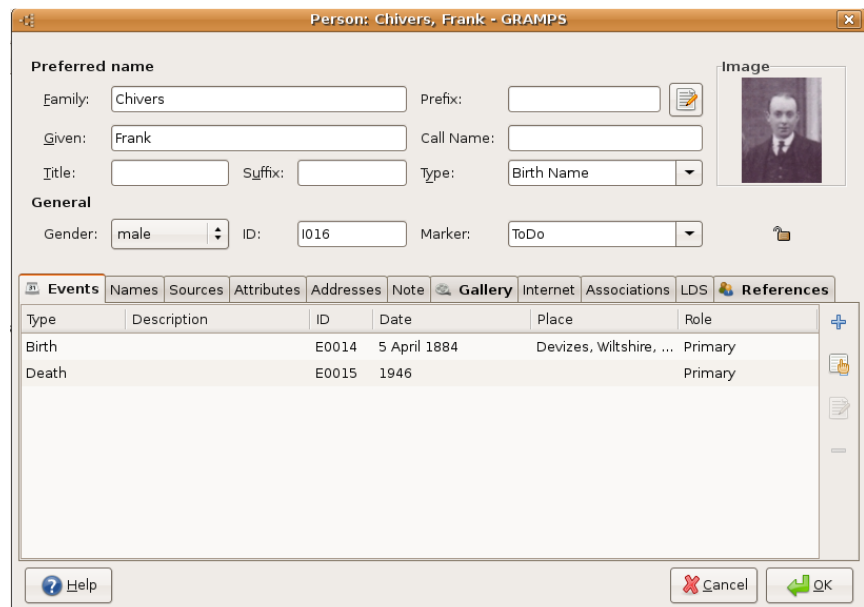 Person: Chivers, Frank - GRAMPS
Preferred name
Image
Family: Chivers Prefix:
Given: Frank Call Name:
Title: Suffix: Type: Birth Name
General
Gender: male ID: I016 Marker: ToDo
Events Names Sources Attributes Addresses Note Gallery Internet Associations LDS References
Type Description ID Date Place Role
Birth E0014 5 April 1884 Devizes, Wiltshire, ... Primary
Death E0015 1946 Primary
Help Cancel OK